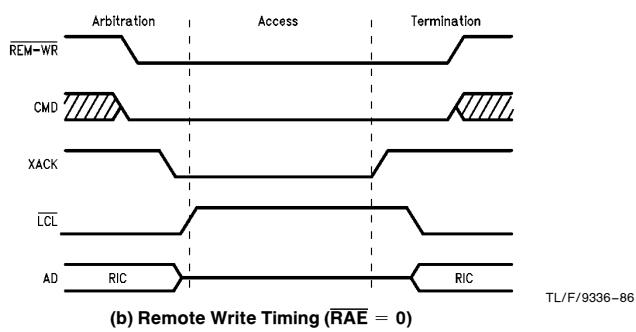 Arbitration Access Termination
REM-WR
CMD
XACK
LCL
AD RIC RIC
TL/F/9336–86
(b) Remote Write Timing (RAE = 0)